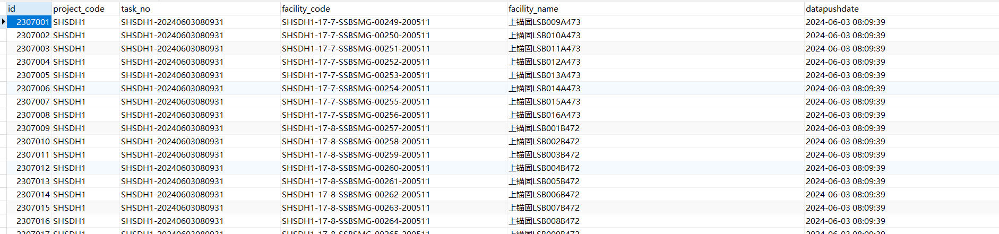 id project_code task_no facility_code facility_name datapushdate
2307001 SHSDH1 SHSDH1-20240603080931 SHSDH1-17-7-SSBSMG-00249-200511 上锚固LSB009A473 2024-06-03 08:09:39
2307002 SHSDH1 SHSDH1-20240603080931 SHSDH1-17-7-SSBSMG-00250-200511 上锚固LSB010A473 2024-06-03 08:09:39
2307003 SHSDH1 SHSDH1-20240603080931 SHSDH1-17-7-SSBSMG-00251-200511 上锚固LSB011A473 2024-06-03 08:09:39
2307004 SHSDH1 SHSDH1-20240603080931 SHSDH1-17-7-SSBSMG-00252-200511 上锚固LSB012A473 2024-06-03 08:09:39
2307005 SHSDH1 SHSDH1-20240603080931 SHSDH1-17-7-SSBSMG-00253-200511 上锚固LSB013A473 2024-06-03 08:09:39
2307006 SHSDH1 SHSDH1-20240603080931 SHSDH1-17-7-SSBSMG-00254-200511 上锚固LSB014A473 2024-06-03 08:09:39
2307007 SHSDH1 SHSDH1-20240603080931 SHSDH1-17-7-SSBSMG-00255-200511 上锚固LSB015A473 2024-06-03 08:09:39
2307008 SHSDH1 SHSDH1-20240603080931 SHSDH1-17-7-SSBSMG-00256-200511 上锚固LSB016A473 2024-06-03 08:09:39
2307009 SHSDH1 SHSDH1-20240603080931 SHSDH1-17-8-SSBSMG-00257-200511 上锚固LSB001B472 2024-06-03 08:09:39
2307010 SHSDH1 SHSDH1-20240603080931 SHSDH1-17-8-SSBSMG-00258-200511 上锚固LSB002B472 2024-06-03 08:09:39
2307011 SHSDH1 SHSDH1-20240603080931 SHSDH1-17-8-SSBSMG-00259-200511 上锚固LSB003B472 2024-06-03 08:09:39
2307012 SHSDH1 SHSDH1-20240603080931 SHSDH1-17-8-SSBSMG-00260-200511 上锚固LSB004B472 2024-06-03 08:09:39
2307013 SHSDH1 SHSDH1-20240603080931 SHSDH1-17-8-SSBSMG-00261-200511 上锚固LSB005B472 2024-06-03 08:09:39
2307014 SHSDH1 SHSDH1-20240603080931 SHSDH1-17-8-SSBSMG-00262-200511 上锚固LSB006B472 2024-06-03 08:09:39
2307015 SHSDH1 SHSDH1-20240603080931 SHSDH1-17-8-SSBSMG-00263-200511 上锚固LSB007B472 2024-06-03 08:09:39
2307016 SHSDH1 SHSDH1-20240603080931 SHSDH1-17-8-SSBSMG-00264-200511 上锚固LSB008B472 2024-06-03 08:09:39